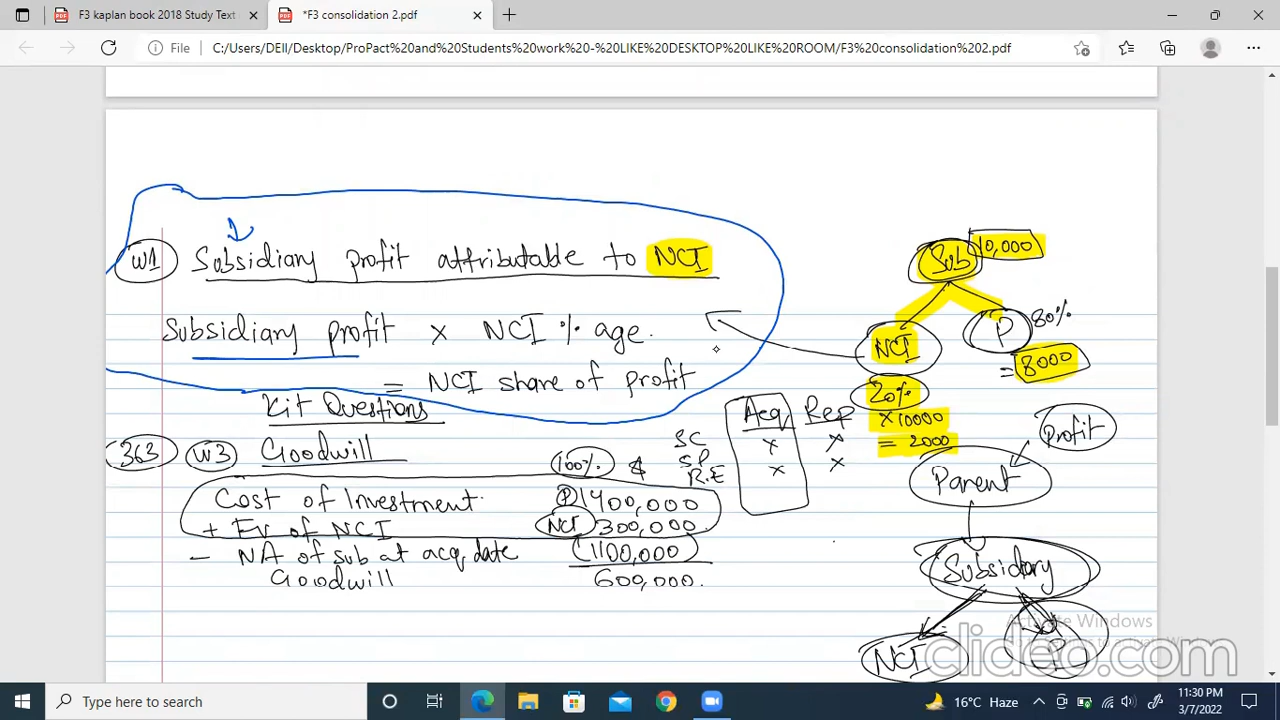 F3 kaplan book 2018 Study Text
*F3 consolidation 2.pdf
File
C:/Users/DEll/Desktop/ProPact%20and%20Students%20work%20-%20LIKE%20DESKTOP%20LIKE%20ROOM/F3%20consolidation%202.pdf
W1 Subsidiary profit attributable to NCI
Subsidiary profit x NCI % age.
= NCI share of profit
Sub 10,000
NCI P 80%
= 8000
20%
x10000
= 2000
Kit Questions
363 W3 Goodwill
100% $
Cost of Investment P 1400,000
+ FV of NCI NCI 300,000
- NA of sub at acq, date (1100,000)
Goodwill 600,000.
Acq Rep
SC x x
SP x x
R.E
Profit
Parent
Subsidiary
NCI P
Activate Windows
clideo.com
Type here to search
16°C Haze
11:30 PM
3/7/2022